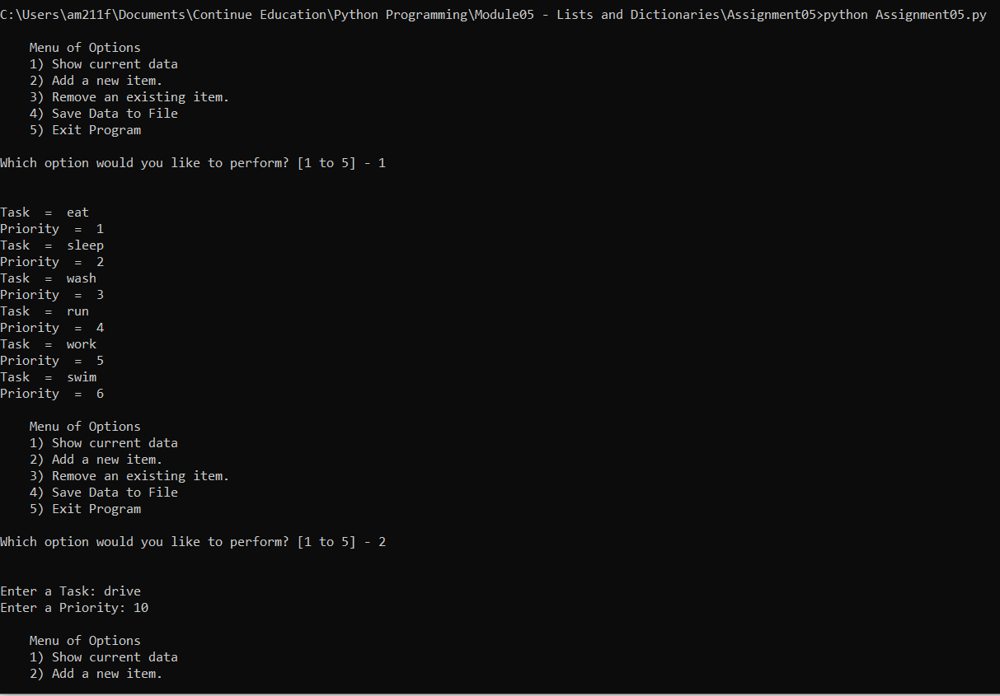 C:\Users\am211f\Documents\Continue Education\Python Programming\Module05 - Lists and Dictionaries\Assignment05>python Assignment05.py

    Menu of Options
    1) Show current data
    2) Add a new item.
    3) Remove an existing item.
    4) Save Data to File
    5) Exit Program

Which option would you like to perform? [1 to 5] - 1


Task  =  eat
Priority  =  1
Task  =  sleep
Priority  =  2
Task  =  wash
Priority  =  3
Task  =  run
Priority  =  4
Task  =  work
Priority  =  5
Task  =  swim
Priority  =  6

    Menu of Options
    1) Show current data
    2) Add a new item.
    3) Remove an existing item.
    4) Save Data to File
    5) Exit Program

Which option would you like to perform? [1 to 5] - 2


Enter a Task: drive
Enter a Priority: 10

    Menu of Options
    1) Show current data
    2) Add a new item.